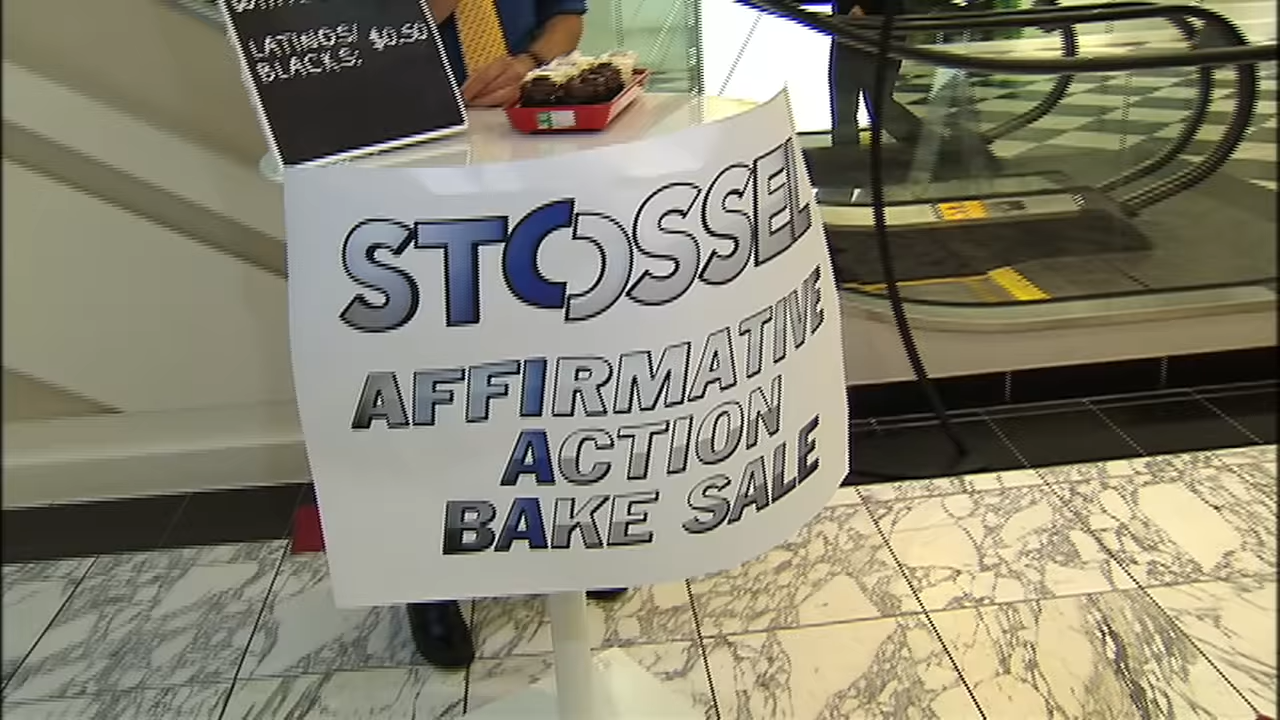 LATINOS/ $0.50
BLACKS:
STOSSEL
AFFIRMATIVE
ACTION
BAKE SALE